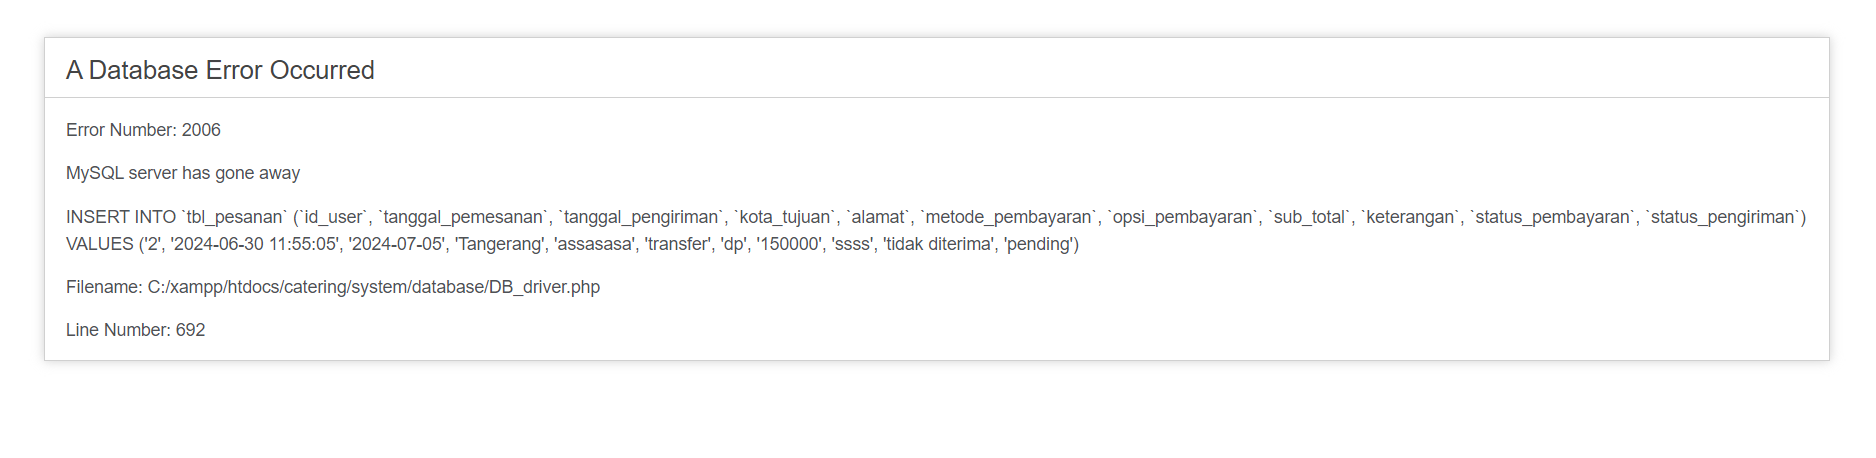 A Database Error Occurred
Error Number: 2006
MySQL server has gone away
INSERT INTO `tbl_pesanan` (`id_user`, `tanggal_pemesanan`, `tanggal_pengiriman`, `kota_tujuan`, `alamat`, `metode_pembayaran`, `opsi_pembayaran`, `sub_total`, `keterangan`, `status_pembayaran`, `status_pengiriman`)
VALUES ('2', '2024-06-30 11:55:05', '2024-07-05', 'Tangerang', 'assasasa', 'transfer', 'dp', '150000', 'ssss', 'tidak diterima', 'pending')
Filename: C:/xampp/htdocs/catering/system/database/DB_driver.php
Line Number: 692